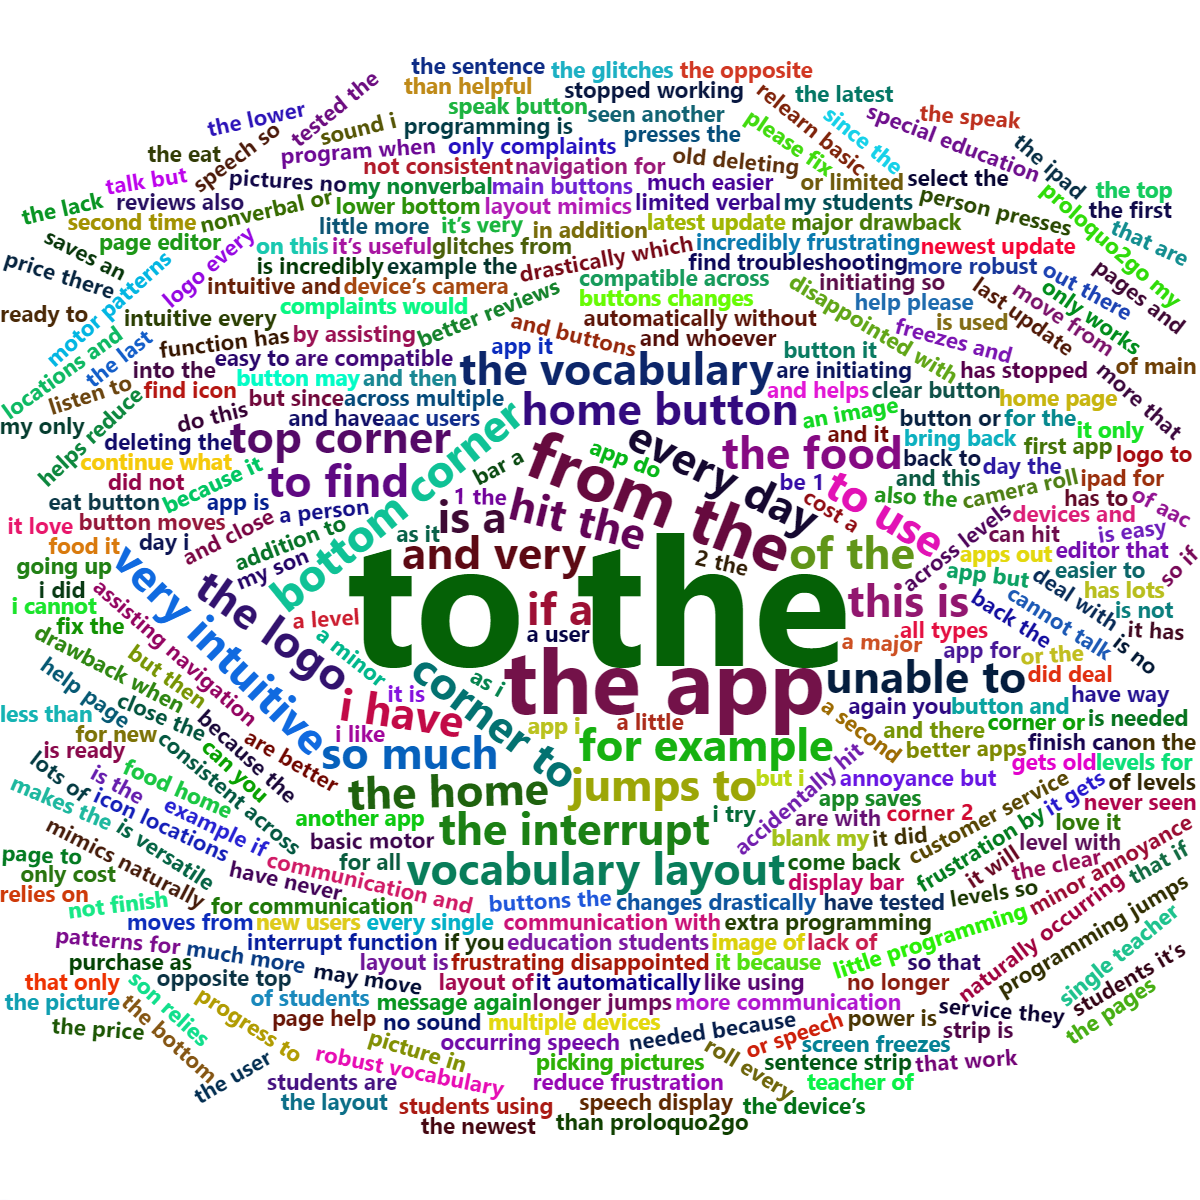 the sentence
the glitches
the opposite
than helpful
stopped working
relearn basic
the latest
the lower
tested the
speak button
seen another
since the
the speak
sound i
programming is
presses the
please fix
special education
the eat
speech so
program when
only complaints
old deleting
the ipad
talk but
not consistent
navigation for
or limited
select the
the top
pictures no
my nonverbal
main buttons
much easier
person presses
proloquo2go my
the lack
reviews also
nonverbal or
lower bottom
layout mimics
limited verbal
my students
the first
second time
little more
it's very
in addition
latest update
major drawback
that are
page editor
on this
it's useful
glitches from
drastically which
incredibly frustrating
newest update
saves an
logo every
is incredibly
example the
find troubleshooting
more robust
out there
pages and
price there
motor patterns
intuitive and
device's camera
compatible across
initiating so
last update
move from
only works
ready to
intuitive every
complaints would
better reviews
buttons changes
disappointed with
help please
is used
function has
by assisting
and buttons
automatically without
freezes and
of main
locations and
the last
into the
easy to
are compatible
app it
the vocabulary
and whoever
button it
are initiating
has stopped
more that
listen to
find icon
button may
and then
and helps
clear button
home page
my only
helps reduce
do this
but since
across multiple
and have
aac users
corner
home button
an image
button or
for the
it only
deleting the
top corner
every day
and it
bring back
first app
logo to
continue what
because it
to find
bar a
from the
app do
the food
back to
day the
ipad for
did not
be 1
to use
and this
camera roll
eat button
app is
bottom
1 the
hit the
cost a
also the
has to
of aac
it love
button moves
and close
a person
is a
across levels
devices and
food it
day i
addition to
as it
and very
2 the
of the
can hit
is easy
going up
my son
to the
apps out
editor that
so if
i did
very intuitive
the logo
app but
deal with
easier to
has lots
i cannot
assisting navigation
a level
if a
this is
back the
cannot talk
is not
fix the
a minor
a user
all types
is no
it has
drawback when
but then
corner to
as i
the app
a major
app for
or the
did deal
help page
close the
because the
it is
unable to
have way
less than
i have
a second
again you
button and
for new
consistent across
can you
are better
i like
app i
a little
and there
corner or
is needed
is ready
so much
for example
better apps
finish can
on the
lots of
is the
food home
the home
jumps to
but i
accidentally hit
annoyance but
gets old
levels for
makes the
icon locations
example if
another app
i try
app saves
customer service
it gets
of levels
mimics naturally
is versatile
basic motor
the interrupt
are with
corner 2
never seen
page to
for all
vocabulary layout
blank my
it did
frustration by
love it
only cost
have never
communication and
come back
it will
level with
relies on
display bar
the clear
minor annoyance
that if
not finish
for communication
buttons the
changes drastically
have tested
levels so
naturally occurring
moves from
new users
every single
communication with
extra programming
little programming
programming jumps
patterns for
much more
interrupt function
if you
education students
image of
lack of
so that
single teacher
purchase as
may move
layout is
frustrating disappointed
it because
students it's
that only
opposite top
layout of
it automatically
like using
no longer
the picture
son relies
progress to
of students
message again
longer jumps
more communication
service they
the pages
the price
the bottom
page help
no sound
multiple devices
needed because
power is
strip is
picture in
occurring speech
or speech
screen freezes
the user
robust vocabulary
picking pictures
roll every
sentence strip
that work
students are
reduce frustration
teacher of
the layout
students using
speech display
the device's
the newest
than proloquo2go